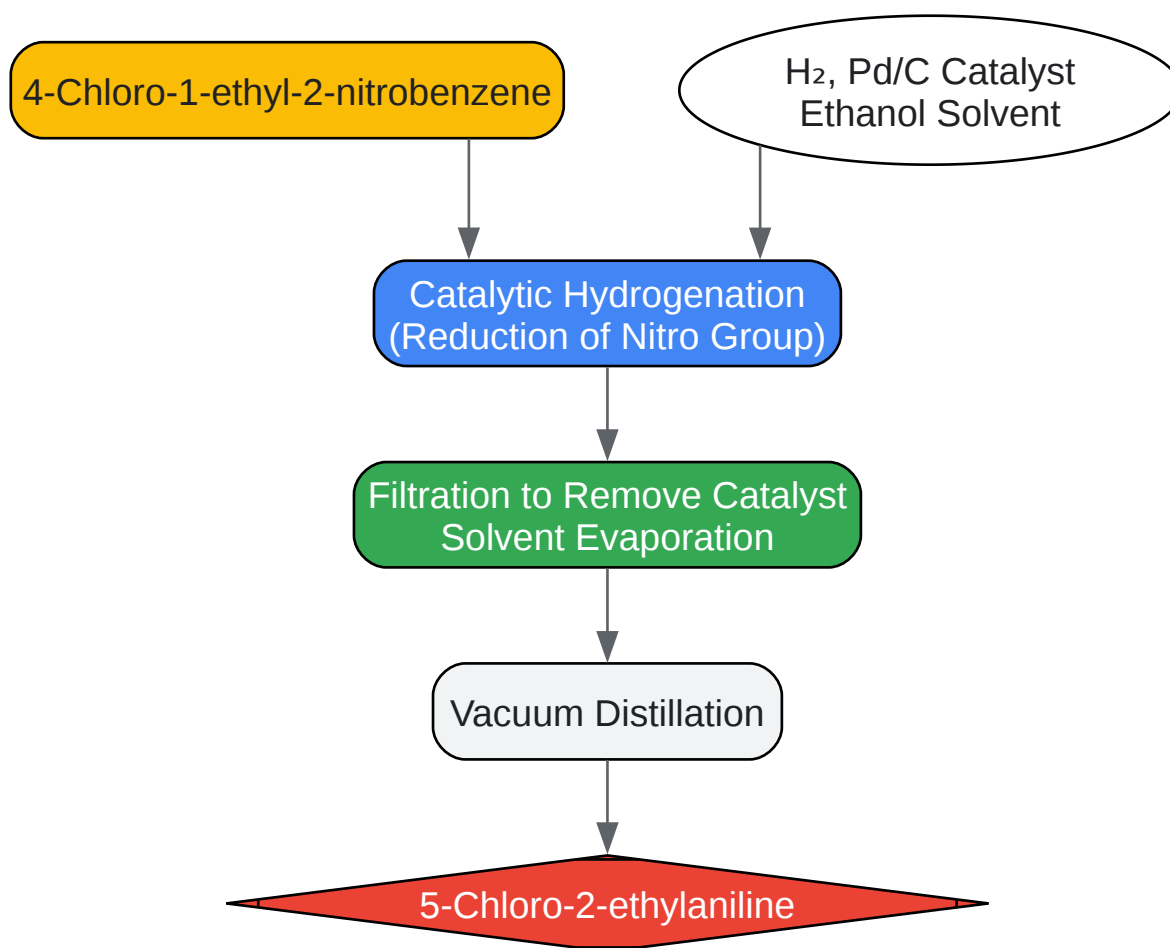 4-Chloro-1-ethyl-2-nitrobenzene
H₂, Pd/C Catalyst
Ethanol Solvent
Catalytic Hydrogenation
(Reduction of Nitro Group)
Filtration to Remove Catalyst
Solvent Evaporation
Vacuum Distillation
5-Chloro-2-ethylaniline